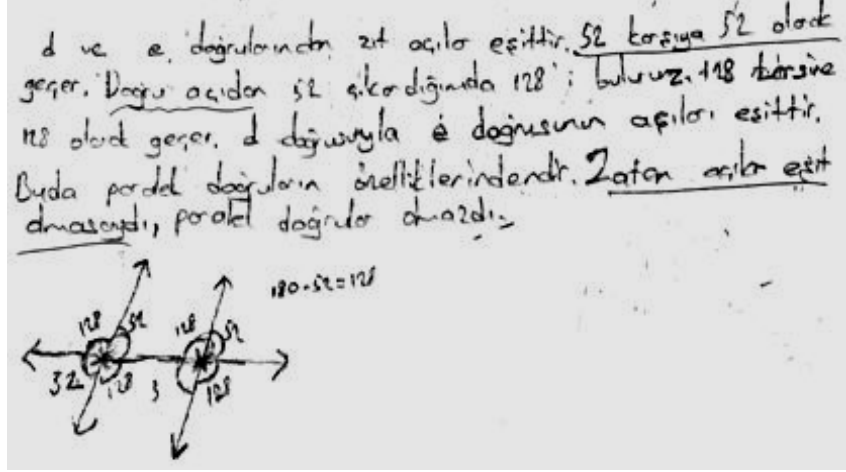 d ve e doğrularından zıt açılar eşittir. 52 karşıya 52 olarak
geçer. Doğru açıdan 52 çıkardığımda 128'i buluruz. 128 karşıya
128 olarak geçer. d doğrusuyla e doğrusunun açıları eşittir.
Buda paralel doğruların özelliklerindendir. Zaten açılar eşit
olmasaydı, paralel doğrular olmazdı.
180-52=128
128 52 128 52
52 128 128